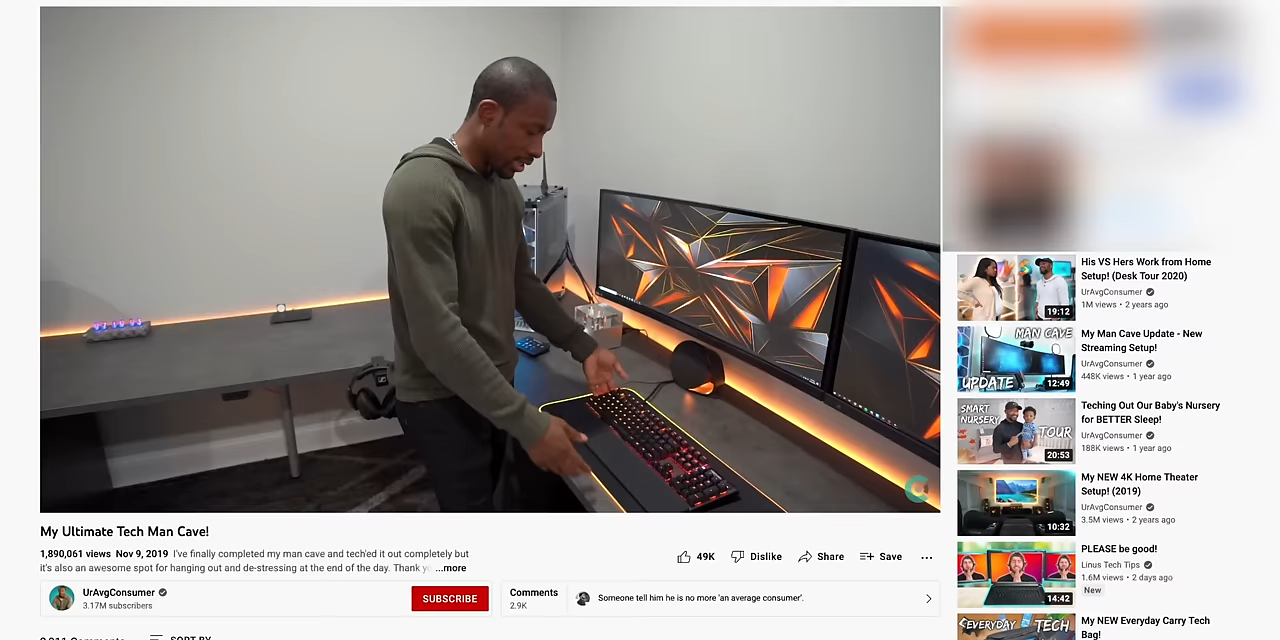 My Ultimate Tech Man Cave!
1,890,061 views Nov 9, 2019 I've finally completed my man cave and tech'ed it out completely but
it's also an awesome spot for hanging out and de-stressing at the end of the day. Thank ...more
49K
Dislike
Share
Save
UrAvgConsumer
3.17M subscribers
SUBSCRIBE
Comments
2.9K
Someone tell him he is no more 'an average consumer'.
SORT BY
19:12
His VS Hers Work from Home
Setup! (Desk Tour 2020)
UrAvgConsumer
1M views • 2 years ago
MAN CAVE
UPDATE
12:49
My Man Cave Update - New
Streaming Setup!
UrAvgConsumer
448K views • 1 year ago
SMART
NURSERY
TOUR
20:53
Teching Out Our Baby's Nursery
for BETTER Sleep!
UrAvgConsumer
188K views • 1 year ago
10:32
My NEW 4K Home Theater
Setup! (2019)
UrAvgConsumer
3.5M views • 2 years ago
14:42
PLEASE be good!
Linus Tech Tips
1.6M views • 2 days ago
New
EVERYDAY TECH
My NEW Everyday Carry Tech
Bag!